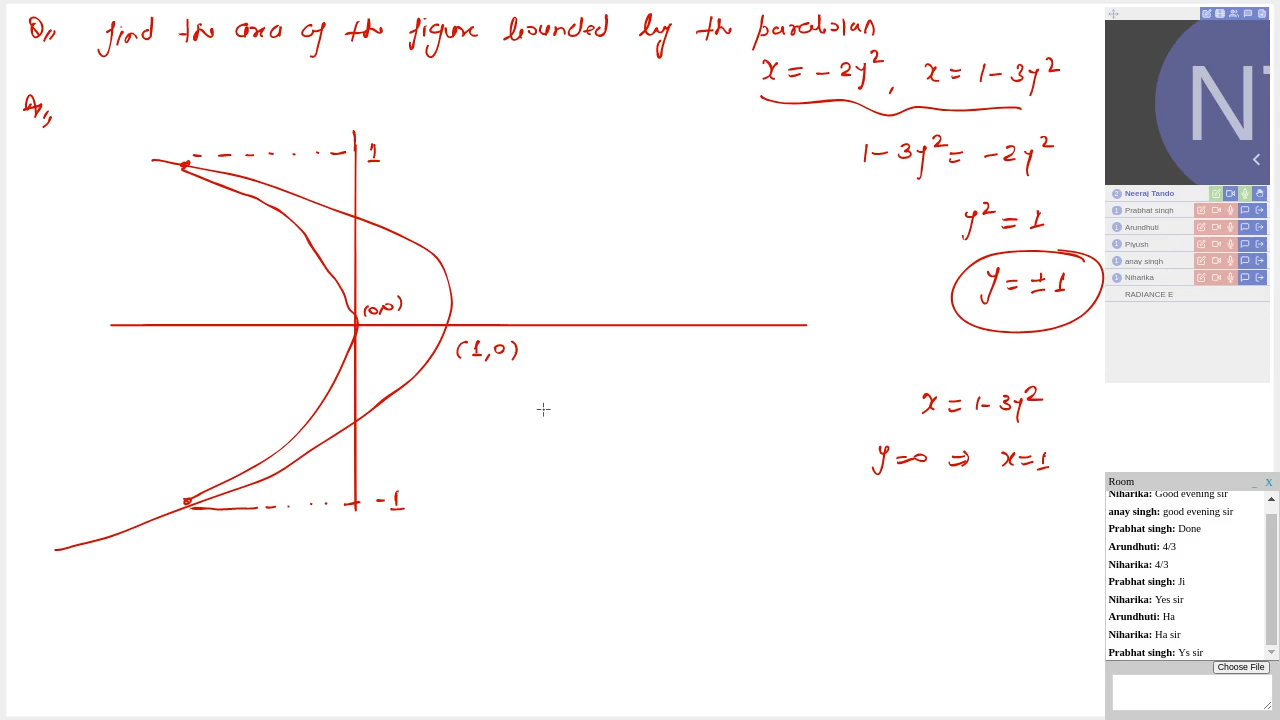 Q,, find the area of the figure bounded by the parabolas
x = - 2y², x = 1 - 3y²
A,,
1 - 3y² = - 2y²
1
y² = 1
y = ± 1
(0,0)
(1,0)
x = 1 - 3y²
y = 0 ⇒ x = 1
-1
N
Neeraj Tando
Prabhat singh
Arundhuti
Piyush
anay singh
Niharika
RADIANCE E
Room _ X
Niharika: Good evening sir
anay singh: good evening sir
Prabhat singh: Done
Arundhuti: 4/3
Niharika: 4/3
Prabhat singh: Ji
Niharika: Yes sir
Arundhuti: Ha
Niharika: Ha sir
Prabhat singh: Ys sir
Choose File